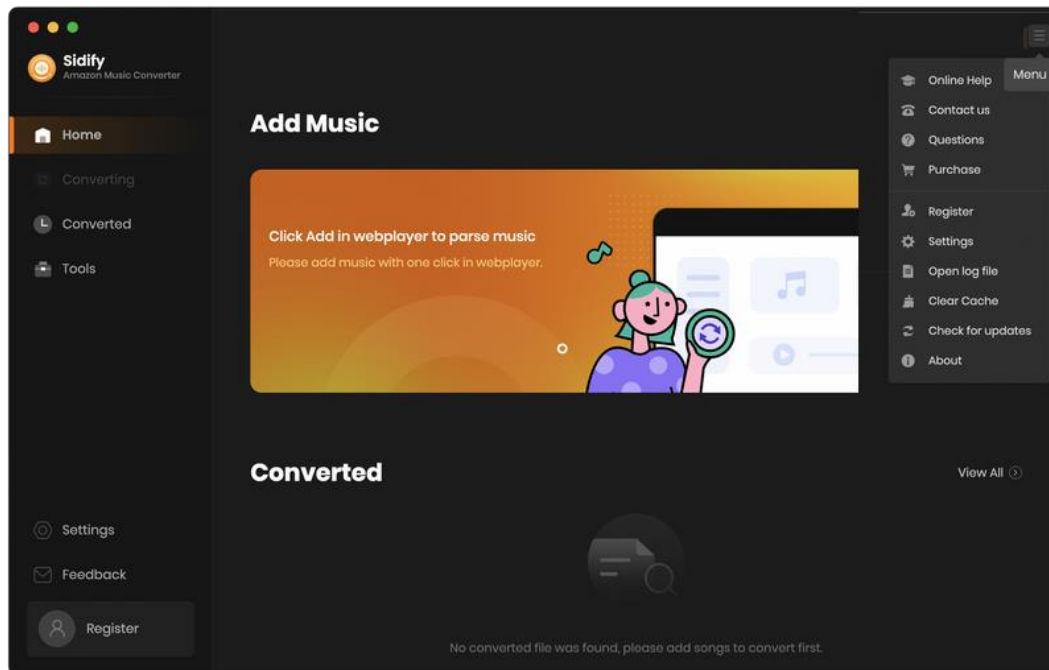 Sidify
Amazon Music Converter
Home
Converting
Converted
Tools
Settings
Feedback
Register
Add Music
Click Add in webplayer to parse music
Please add music with one click in webplayer.
Converted
View All
No converted file was found, please add songs to convert first.
Menu
Online Help
Contact us
Questions
Purchase
Register
Settings
Open log file
Clear Cache
Check for updates
About